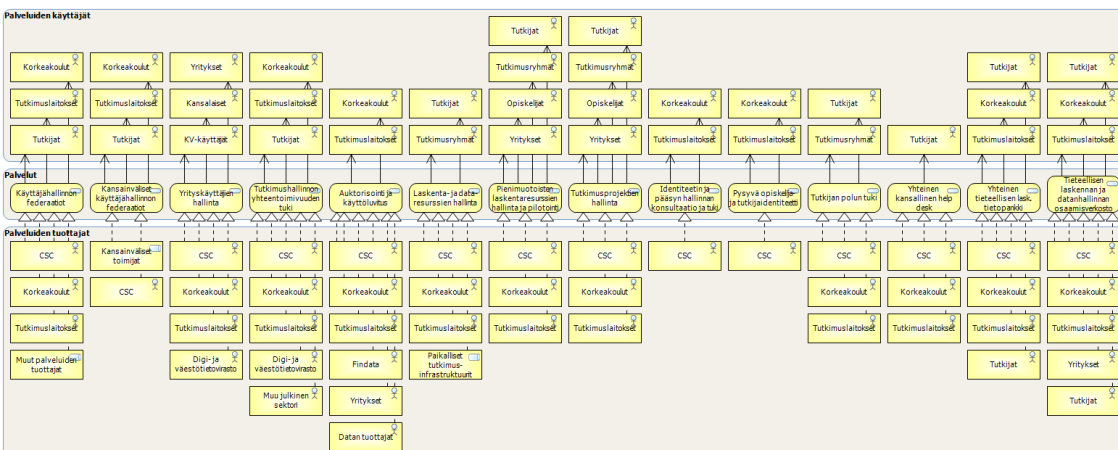 Palveluiden käyttäjät
Tutkijat Tutkijat
Korkeakoulut Korkeakoulut Yritykset Korkeakoulut Tutkimusryhmät Tutkimusryhmät Tutkijat Tutkijat
Tutkimuslaitokset Tutkimuslaitokset Kansalaiset Tutkimuslaitokset Korkeakoulut Tutkijat Opiskelijat Opiskelijat Korkeakoulut Korkeakoulut Tutkijat Korkeakoulut Korkeakoulut
Tutkijat Tutkijat KV-käyttäjät Tutkijat Tutkimuslaitokset Tutkimusryhmät Yritykset Yritykset Tutkimuslaitokset Tutkimuslaitokset Tutkimusryhmät Tutkijat Tutkimuslaitokset Tutkimuslaitokset
Palvelut
Käyttäjähallinnon
federaatiot
Kansainväliset
käyttäjähallinnon
federaatiot
Yrityskäyttäjien
hallinta
Tutkimushallinnon
yhteentoimivuuden
tuki
Auktorisointi ja
käyttöluvitus
Laskenta- ja data-
resurssien hallinta
Pienimuotoisten
laskentaresurssien
hallinta ja pilotointi
Tutkimusprojektien
hallinta
Identiteetin ja
pääsyn hallinnan
konsultaatio ja tuki
Pysyvä opiskelija-
ja tutkijaidentiteetti
Tutkijan polun tuki
Yhteinen
kansallinen help
desk
Yhteinen
tieteellisen lask.
tietopankki
Tieteellisen
laskennan ja
datanhallinnan
osaamisverkosto
Palveluiden tuottajat
CSC Kansainväliset
toimijat
CSC CSC CSC CSC CSC CSC CSC CSC CSC CSC CSC CSC
Korkeakoulut CSC Korkeakoulut Korkeakoulut Korkeakoulut Korkeakoulut Korkeakoulut Korkeakoulut Korkeakoulut Korkeakoulut Korkeakoulut Korkeakoulut
Tutkimuslaitokset Tutkimuslaitokset Tutkimuslaitokset Tutkimuslaitokset Tutkimuslaitokset Tutkimuslaitokset Tutkimuslaitokset Tutkimuslaitokset Tutkimuslaitokset Tutkimuslaitokset Tutkimuslaitokset
Muut palveluiden
tuottajat
Digi- ja
väestötietovirasto
Digi- ja
väestötietovirasto
Findata
Paikalliset
tutkimus-
infrastruktuurit
Tutkijat Yritykset
Muu julkinen
sektori
Yritykset Tutkijat
Datan tuottajat